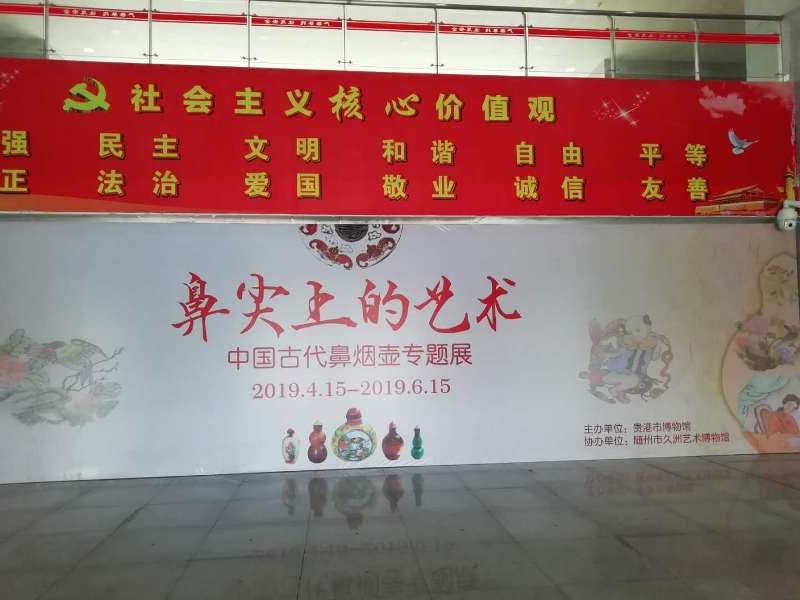 社会主义核心价值观
强 民主 文明 和谐 自由 平等
正 法治 爱国 敬业 诚信 友善
鼻尖上的艺术
中国古代鼻烟壶专题展
2019.4.15-2019.6.15
主办单位：贵港市博物馆
协办单位：随州市久洲艺术博物馆